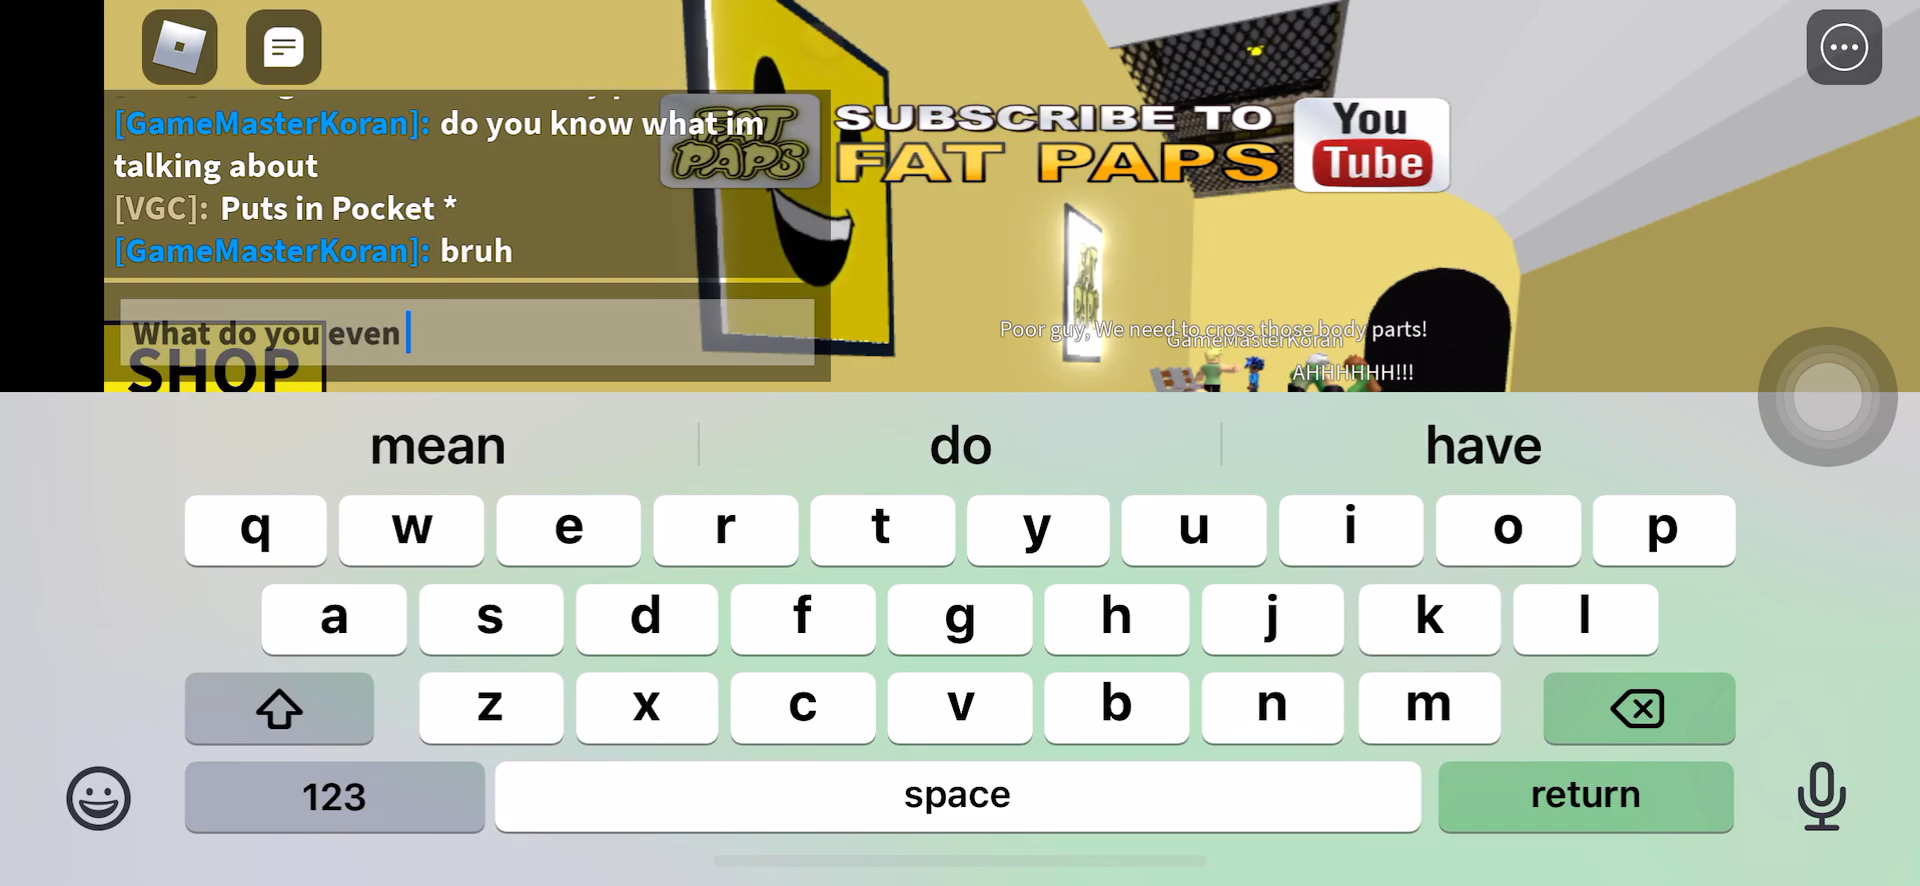 [GameMasterKoran]: do you know what im
talking about
[VGC]: Puts in Pocket *
[GameMasterKoran]: bruh
What do you even
SHOP
FAT
PAPS
SUBSCRIBE TO
FAT PAPS
You
Tube
Poor guy, We need to cross those body parts!
GameMasterKoran
AHHHHHH!!!
mean do have
q w e r t y u i o p
a s d f g h j k l
z x c v b n m
123 space return